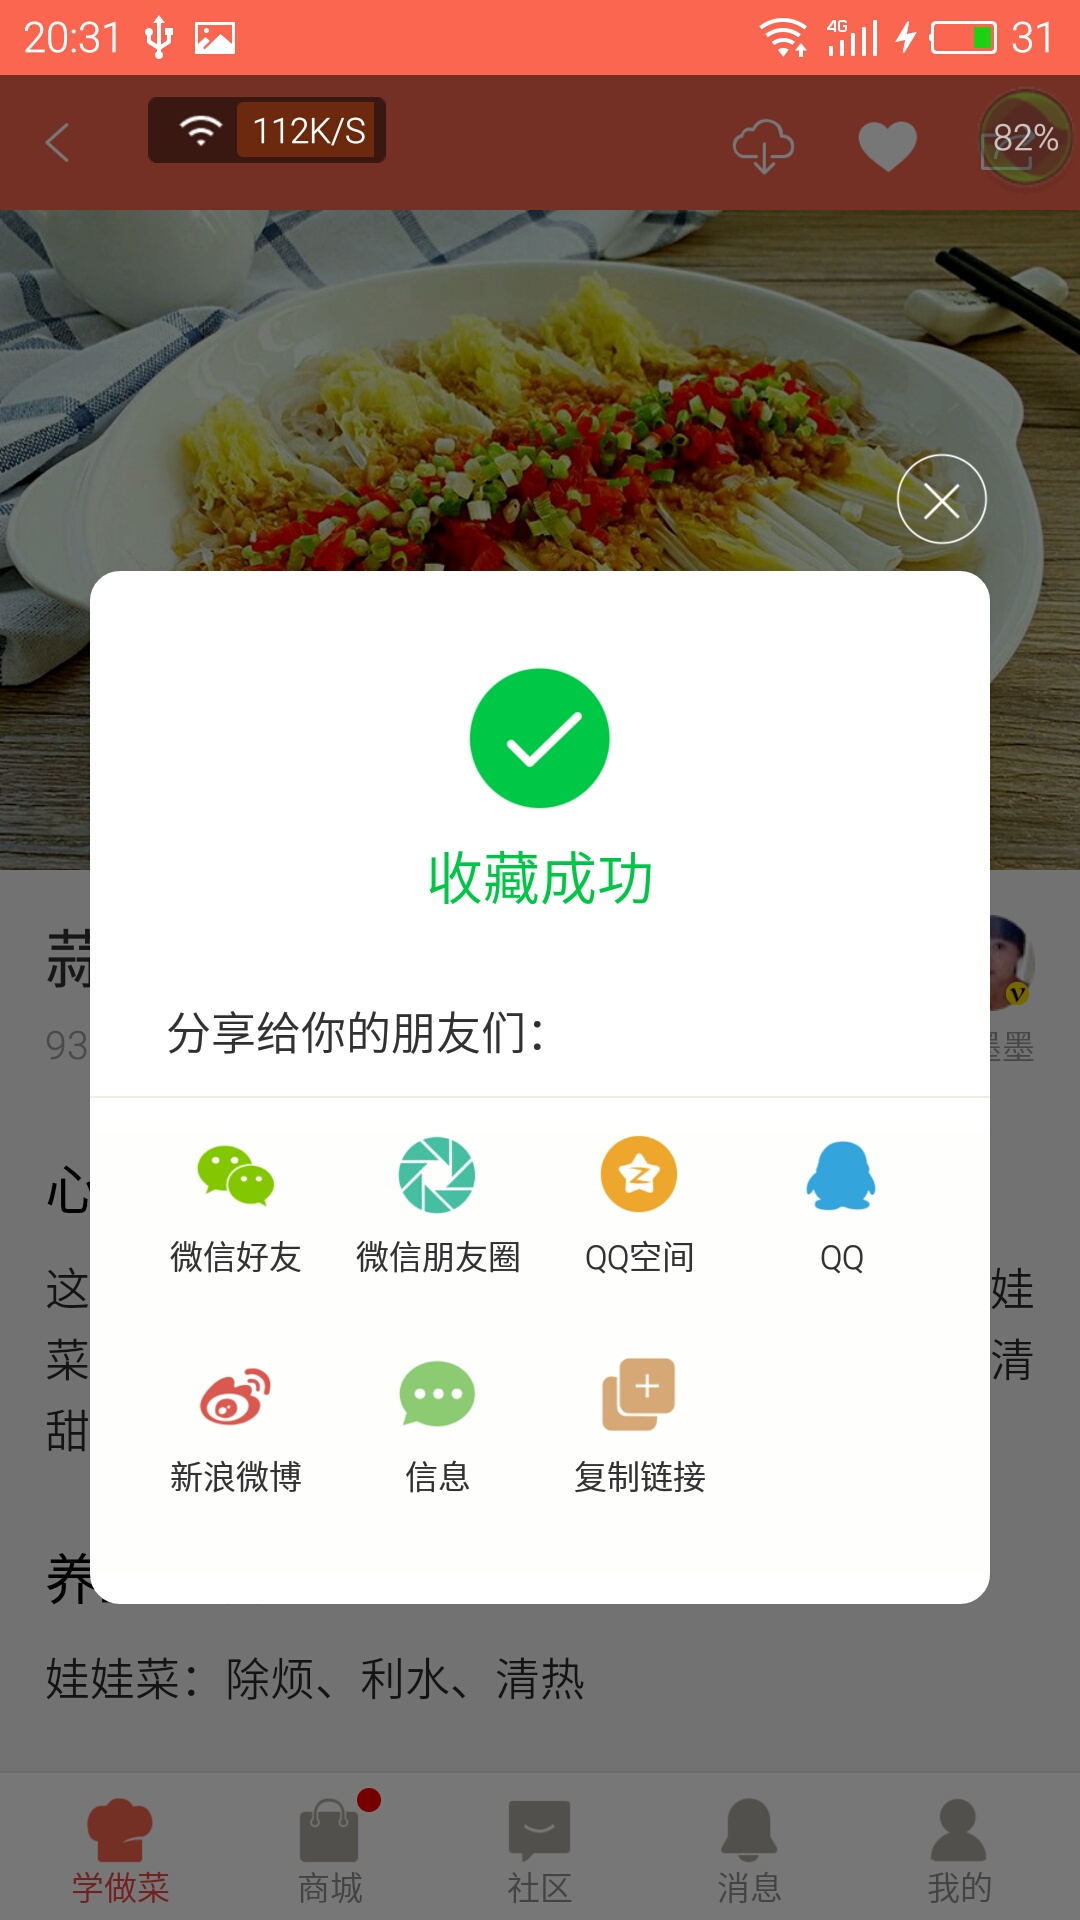 20:31
4G
31
112K/S
82%
收藏成功
蒜
分享给你的朋友们：
93
墨
微信好友
微信朋友圈
QQ空间
QQ
心
这
娃
菜
清
甜
新浪微博
信息
复制链接
养
娃娃菜：除烦、利水、清热
学做菜
商城
社区
消息
我的